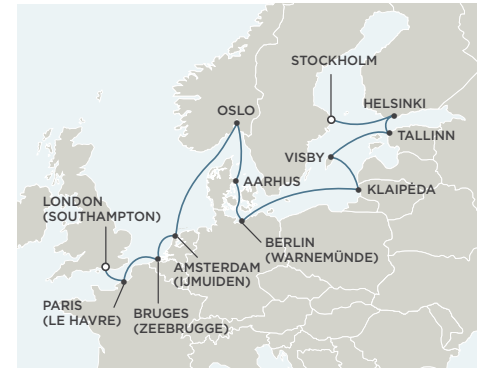 STOCKHOLM
HELSINKI
OSLO
TALLINN
VISBY
AARHUS
KLAIPĖDA
LONDON
(SOUTHAMPTON)
BERLIN
(WARNEMÜNDE)
AMSTERDAM
(IJMUIDEN)
PARIS
(LE HAVRE)
BRUGES
(ZEEBRUGGE)